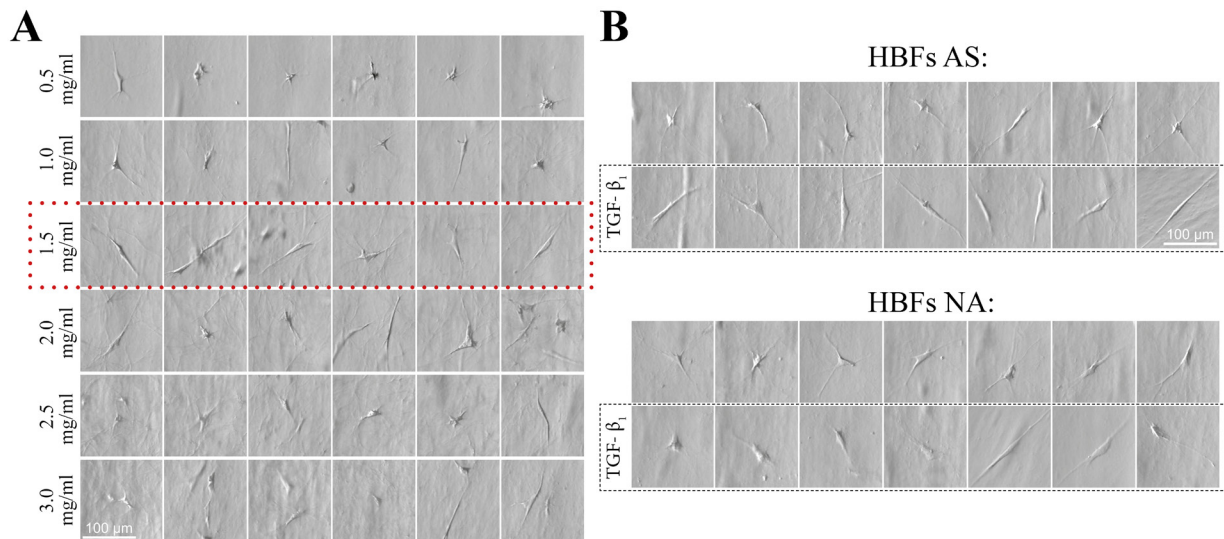 A
0.5
mg/ml
1.0
mg/ml
1.5
mg/ml
2.0
mg/ml
2.5
mg/ml
3.0
mg/ml
100 µm
B
HBFs AS:
TGF- β₁
100 µm
HBFs NA:
TGF- β₁